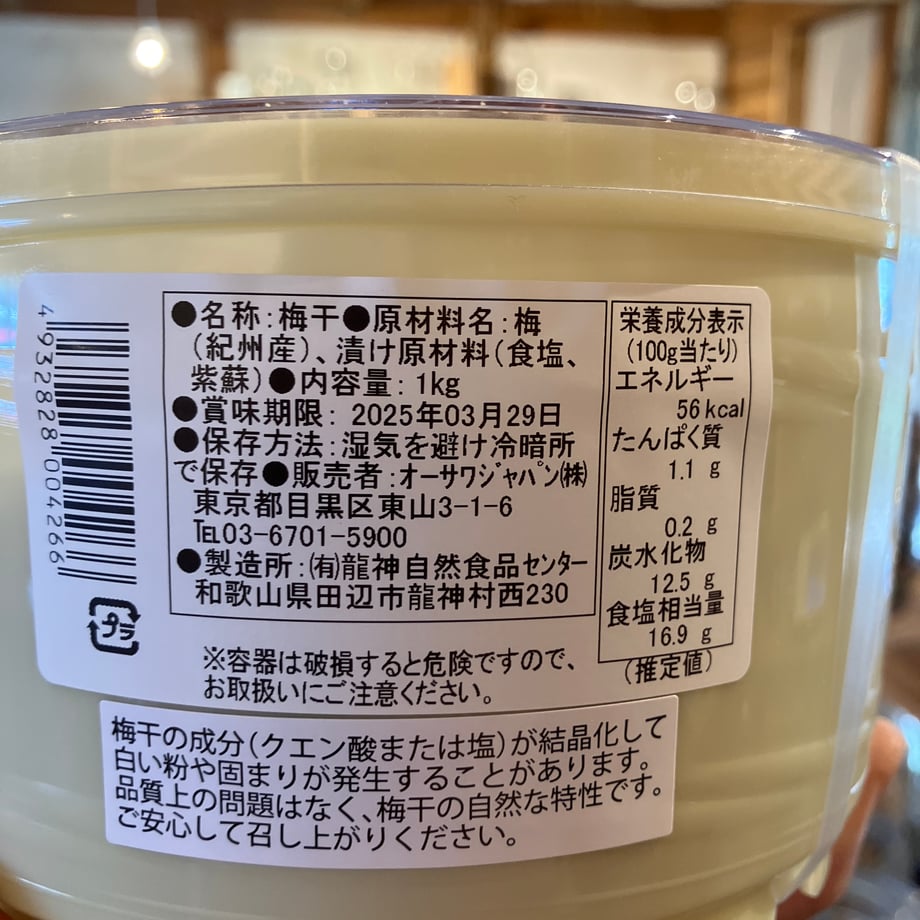 ●名称:梅干●原材料名:梅
(紀州産)、漬け原材料(食塩、
紫蘇)●内容量:1kg
●賞味期限:2025年03月29日
●保存方法:湿気を避け冷暗所
で保存●販売者:オーサワジャパン㈱
東京都目黒区東山3-1-6
℡03-6701-5900
●製造所:㈲龍神自然食品センター
和歌山県田辺市龍神村西230
栄養成分表示
(100g当たり)
エネルギー
56kcal
たんぱく質
1.1 g
脂質
0.2 g
炭水化物
12.5 g
食塩相当量
16.9 g
(推定値)
4932828004266
プラ
※容器は破損すると危険ですので、
お取扱いにご注意ください。
梅干の成分(クエン酸または塩)が結晶化して
白い粉や固まりが発生することがあります。
品質上の問題はなく、梅干の自然な特性です。
ご安心して召し上がりください。